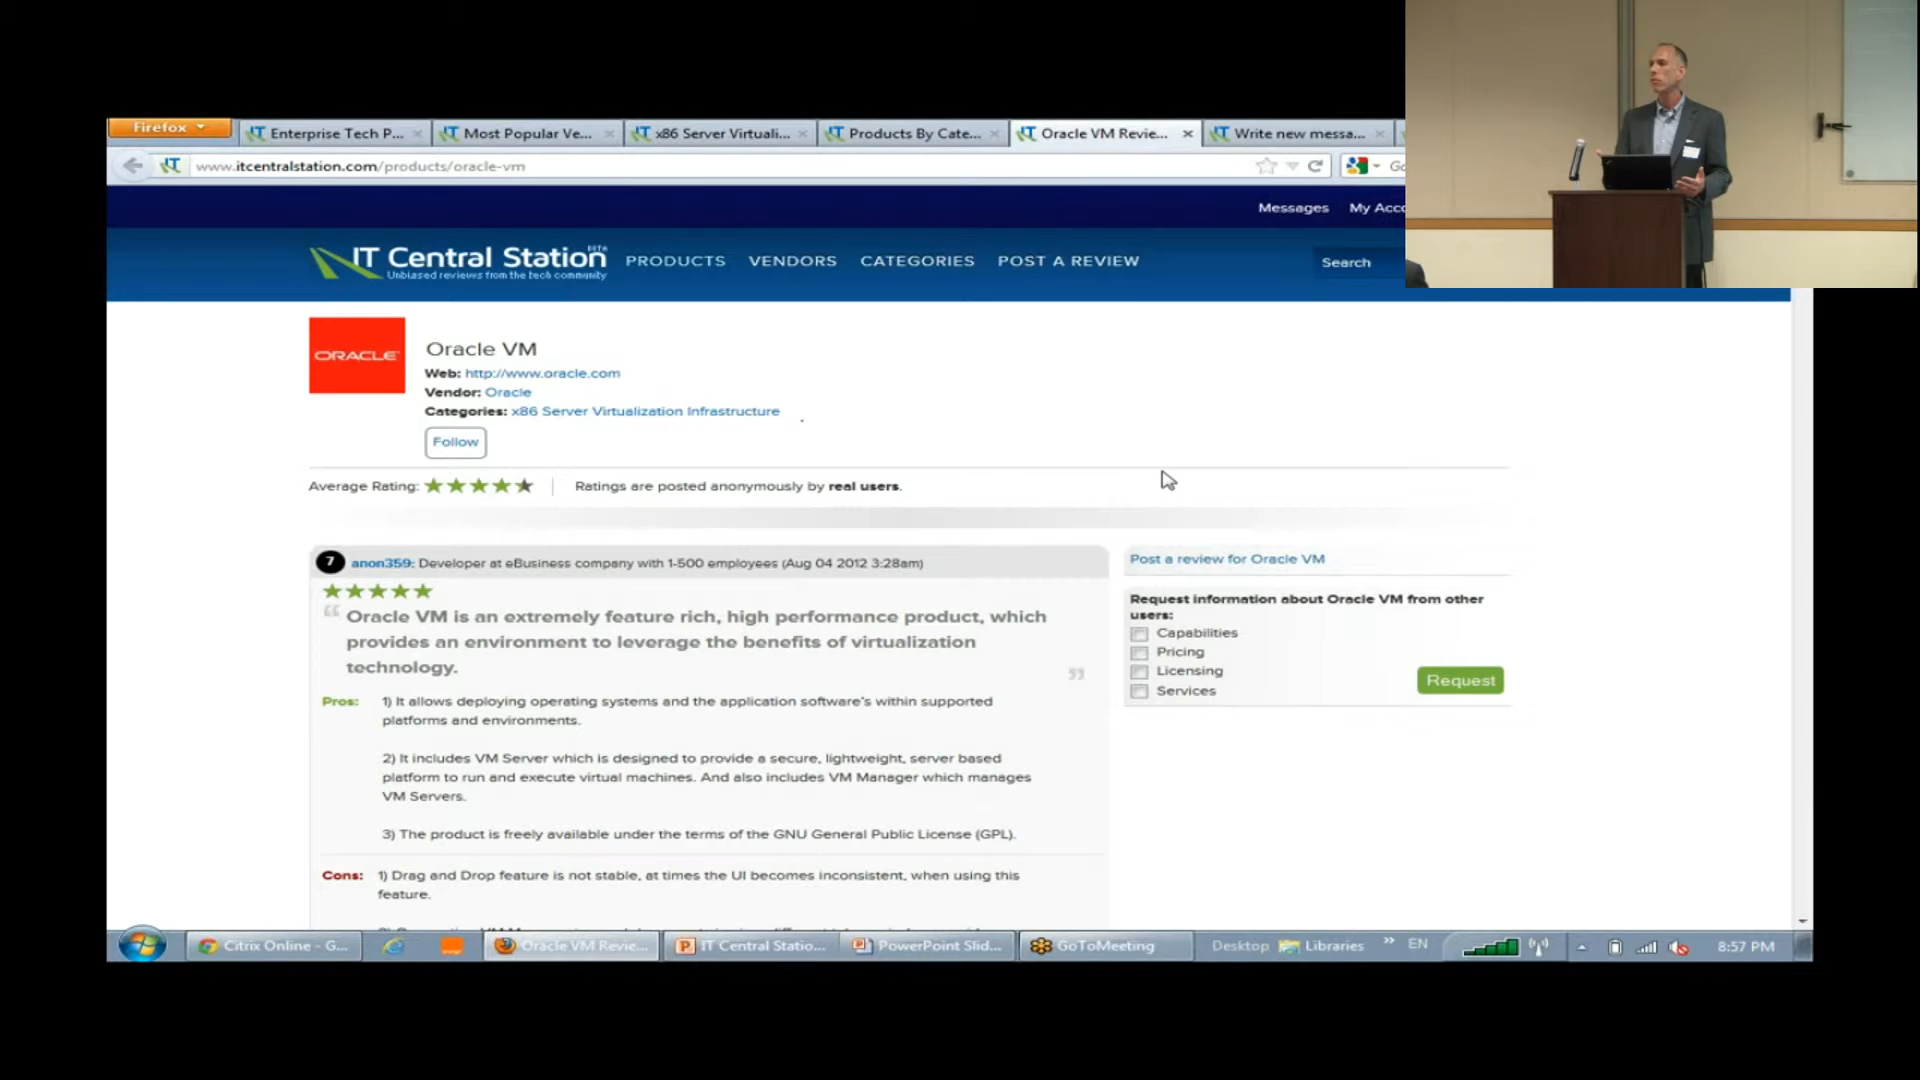 Firefox
Enterprise Tech P...
Most Popular Ve...
x86 Server Virtuali...
Products By Cate...
Oracle VM Revie...
Write new messa...
www.itcentralstation.com/products/oracle-vm
Messages My Acco
IT Central Station BETA
Unbiased reviews from the tech community
PRODUCTS VENDORS CATEGORIES POST A REVIEW
Search
ORACLE
Oracle VM
Web: http://www.oracle.com
Vendor: Oracle
Categories: x86 Server Virtualization Infrastructure
Follow
Average Rating:
Ratings are posted anonymously by real users.
7 anon359: Developer at eBusiness company with 1-500 employees (Aug 04 2012 3:28am)
“ Oracle VM is an extremely feature rich, high performance product, which
provides an environment to leverage the benefits of virtualization
technology. ”
Pros: 1) It allows deploying operating systems and the application software's within supported
platforms and environments.
2) It includes VM Server which is designed to provide a secure, lightweight, server based
platform to run and execute virtual machines. And also includes VM Manager which manages
VM Servers.
3) The product is freely available under the terms of the GNU General Public License (GPL).
Cons: 1) Drag and Drop feature is not stable, at times the UI becomes inconsistent, when using this
feature.
Post a review for Oracle VM
Request information about Oracle VM from other
users:
Capabilities
Pricing
Licensing
Services
Request
Citrix Online - G...
Oracle VM Revie...
IT Central Statio...
PowerPoint Slid...
GoToMeeting
Desktop
Libraries
»
EN
8:57 PM